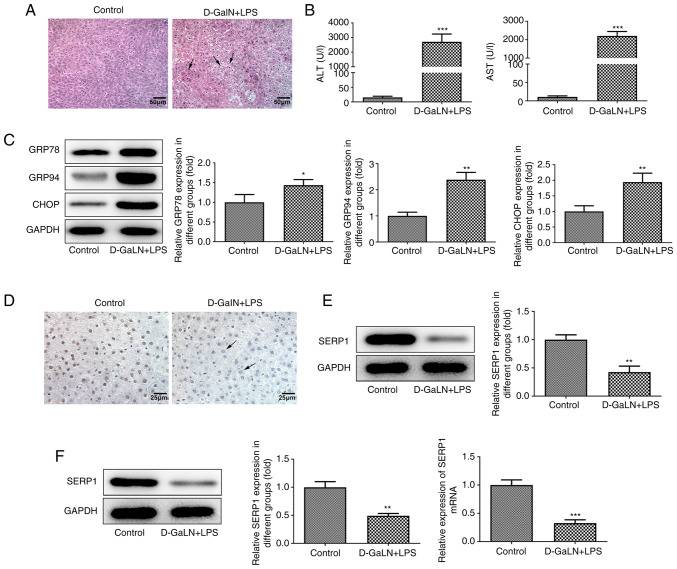 A
Control
D-GalN+LPS
50µm
50µm
B
ALT (U/l)
4000
3000
2000
1000
100
50
0
***
Control
D-GaLN+LPS
AST (U/l)
3000
2000
1000
100
50
0
***
Control
D-GaLN+LPS
C
GRP78
GRP94
CHOP
GAPDH
Control
D-GaLN+LPS
Relative GRP78 expression in
different groups (fold)
2.0
1.5
1.0
0.5
0.0
*
Control
D-GaLN+LPS
Relative GRP94 expression in
different groups (fold)
3
2
1
0
**
Control
D-GaLN+LPS
Relative CHOP expression in
different groups (fold)
2.5
2.0
1.5
1.0
0.5
0.0
**
Control
D-GaLN+LPS
D
Control
D-GalN+LPS
25µm
25µm
E
SERP1
GAPDH
Control
D-GaLN+LPS
Relative SERP1 expression in
different groups (fold)
1.5
1.0
0.5
0.0
**
Control
D-GaLN+LPS
F
SERP1
GAPDH
Control
D-GaLN+LPS
Relative SERP1 expression in
different groups (fold)
1.5
1.0
0.5
0.0
**
Control
D-GaLN+LPS
Relative expression of SERP1
mRNA
1.5
1.0
0.5
0.0
***
Control
D-GaLN+LPS